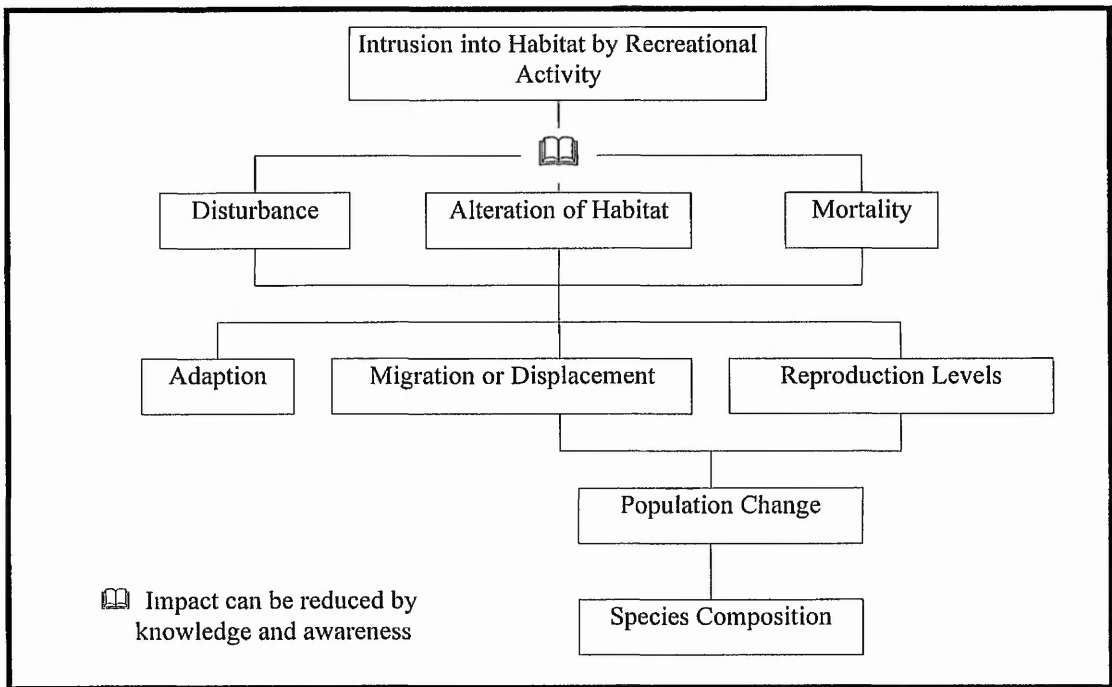 Intrusion into Habitat by Recreational
Activity
Disturbance
Alteration of Habitat
Mortality
Adaption
Migration or Displacement
Reproduction Levels
Population Change
Species Composition
Impact can be reduced by
knowledge and awareness